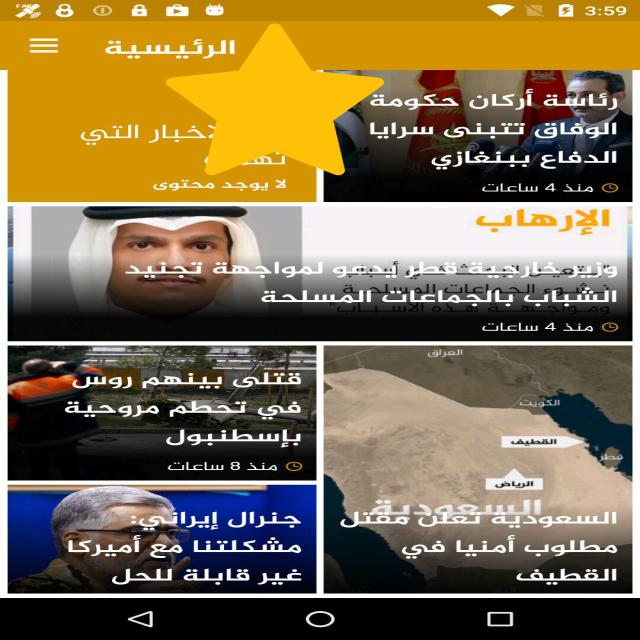 3:59
الرئيسية
رئاسة أركان حكومة
الوفاق تتبنى سرايا
الدفاع ببنغازي
منذ 4 ساعات
الاخبار التي
لا يوجد محتوى
الإرهاب
وزير خارجية قطر يدعو لمواجهة تجنيد
الشباب بالجماعات المسلحة
منذ 4 ساعات
قتلى بينهم روس
في تحطم مروحية
بإسطنبول
منذ 8 ساعات
العراق
الكويت
القطيف
قطر
الرياض
السعودية
السعودية تعلن مقتل
مطلوب أمنيا في
القطيف
جنرال إيراني:
مشكلتنا مع أميركا
غير قابلة للحل